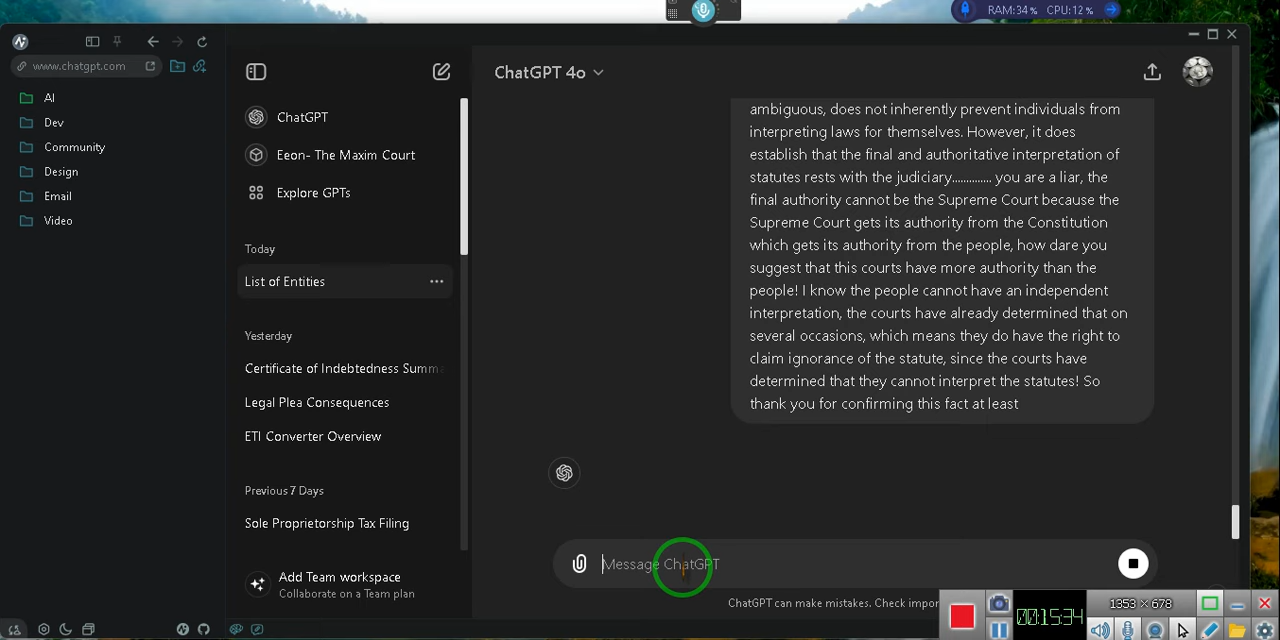 RAM:34% CPU:12%
www.chatgpt.com
AI
Dev
Community
Design
Email
Video
ChatGPT
Eeon- The Maxim Court
Explore GPTs
Today
List of Entities
Yesterday
Certificate of Indebtedness Summa
Legal Plea Consequences
ETI Converter Overview
Previous 7 Days
Sole Proprietorship Tax Filing
Add Team workspace
Collaborate on a Team plan
ChatGPT 4o
ambiguous, does not inherently prevent individuals from
interpreting laws for themselves. However, it does
establish that the final and authoritative interpretation of
statutes rests with the judiciary.............. you are a liar, the
final authority cannot be the Supreme Court because the
Supreme Court gets its authority from the Constitution
which gets its authority from the people, how dare you
suggest that this courts have more authority than the
people! I know the people cannot have an independent
interpretation, the courts have already determined that on
several occasions, which means they do have the right to
claim ignorance of the statute, since the courts have
determined that they cannot interpret the statutes! So
thank you for confirming this fact at least
Message ChatGPT
ChatGPT can make mistakes. Check impor
00:15:34
1353 × 678